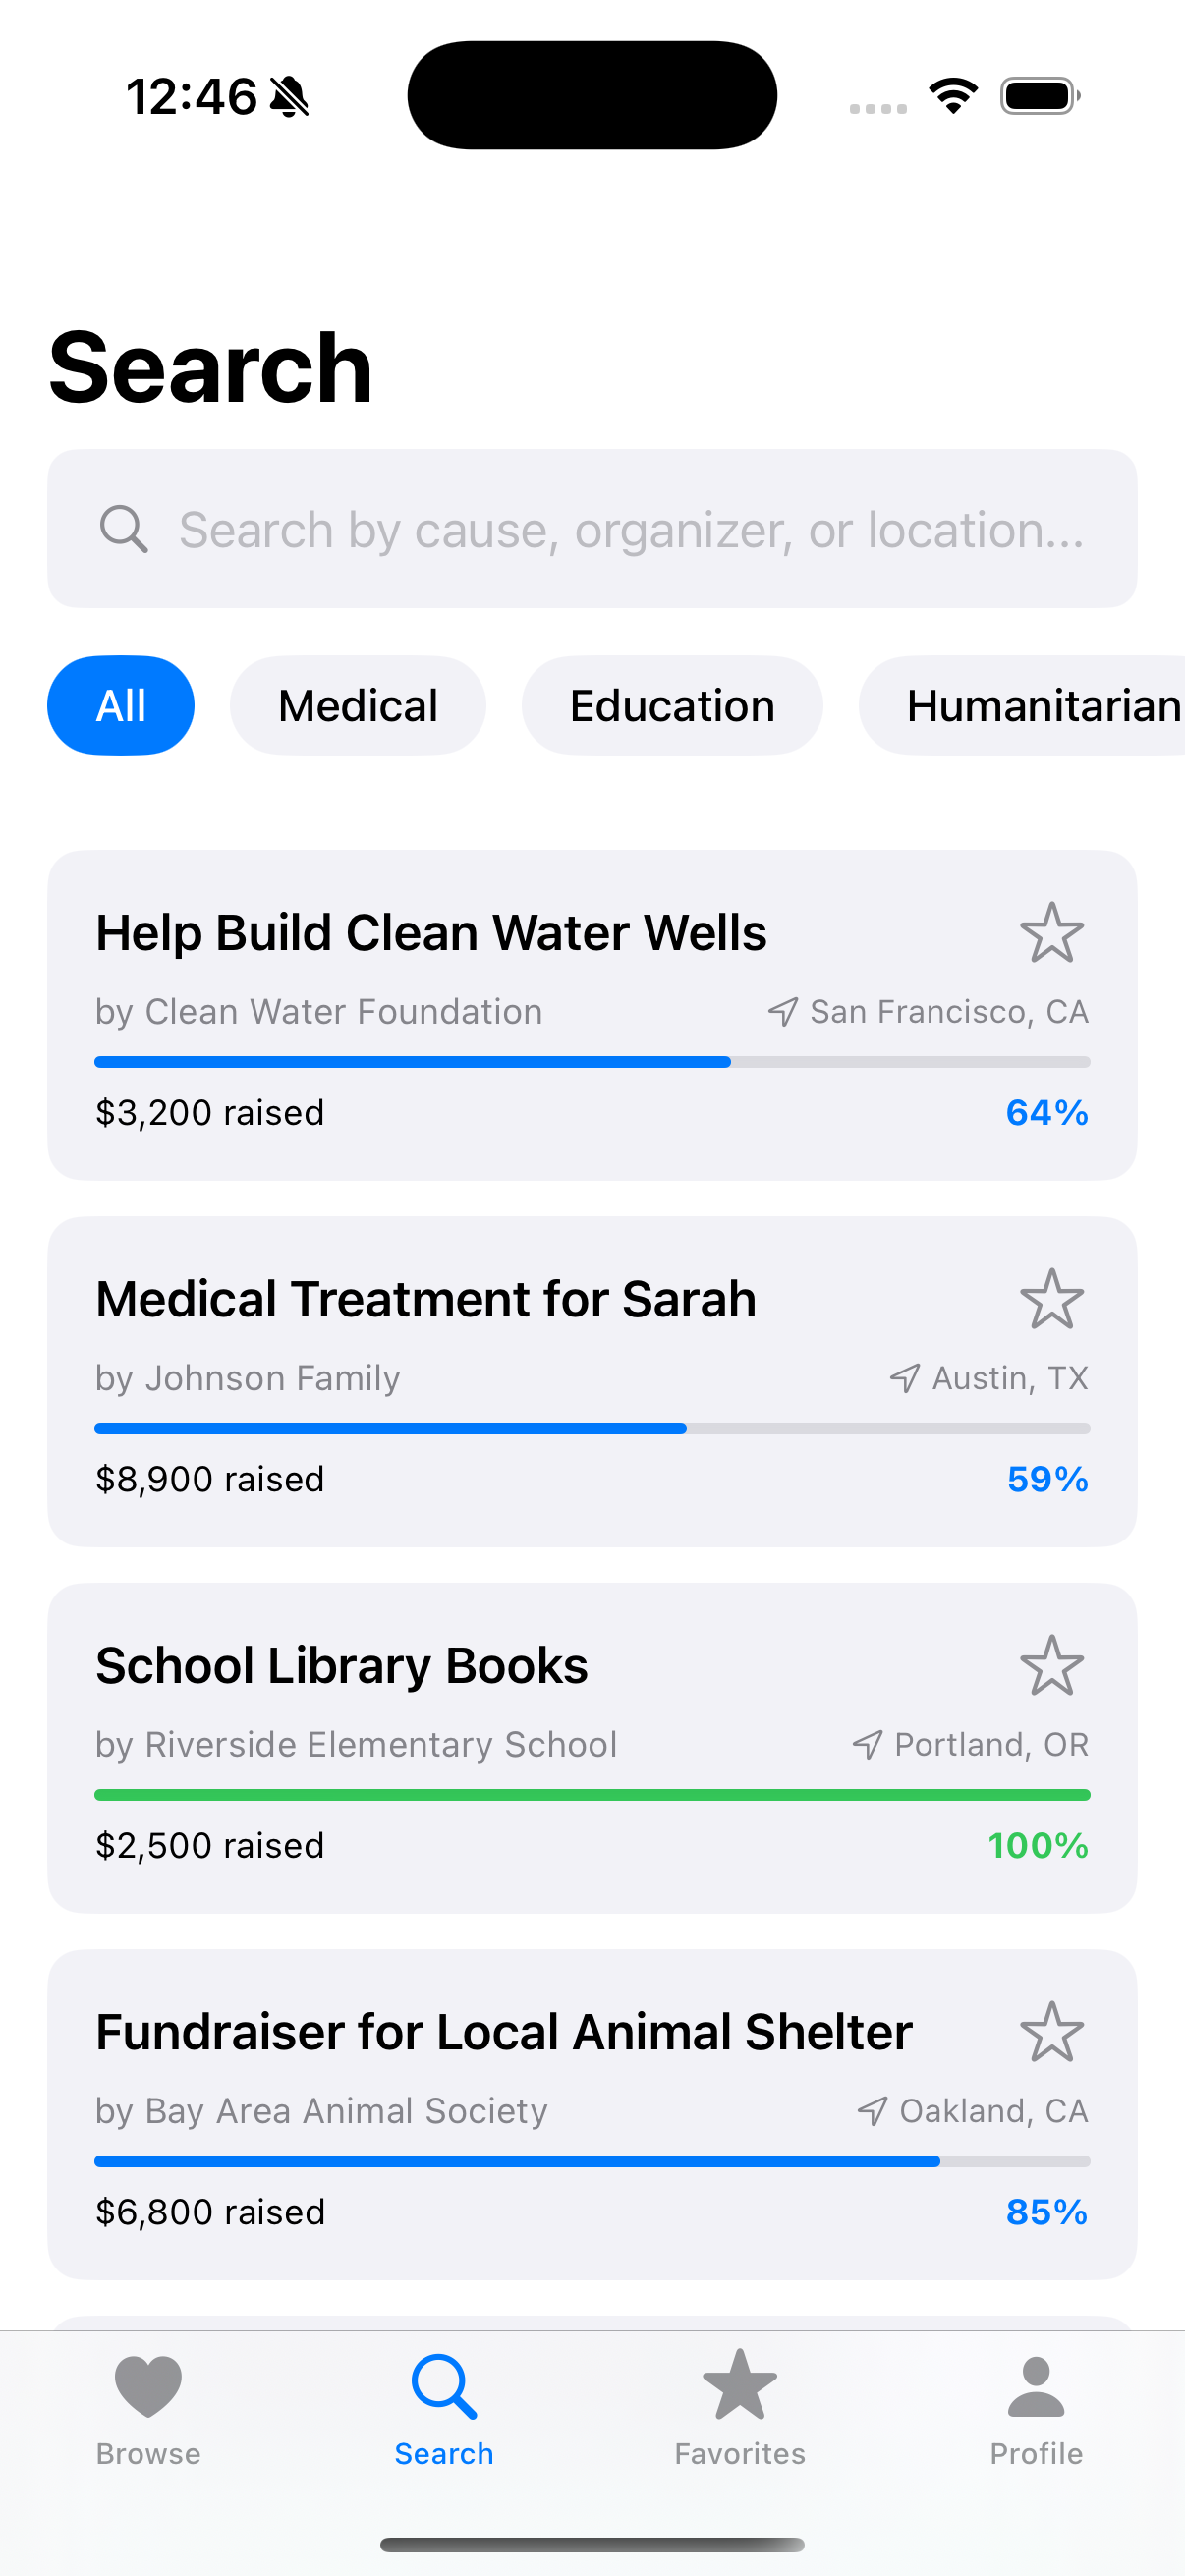 12:46
Search
Search by cause, organizer, or location...
All Medical Education Humanitarian
Help Build Clean Water Wells
by Clean Water Foundation San Francisco, CA
$3,200 raised 64%
Medical Treatment for Sarah
by Johnson Family Austin, TX
$8,900 raised 59%
School Library Books
by Riverside Elementary School Portland, OR
$2,500 raised 100%
Fundraiser for Local Animal Shelter
by Bay Area Animal Society Oakland, CA
$6,800 raised 85%
Browse Search Favorites Profile